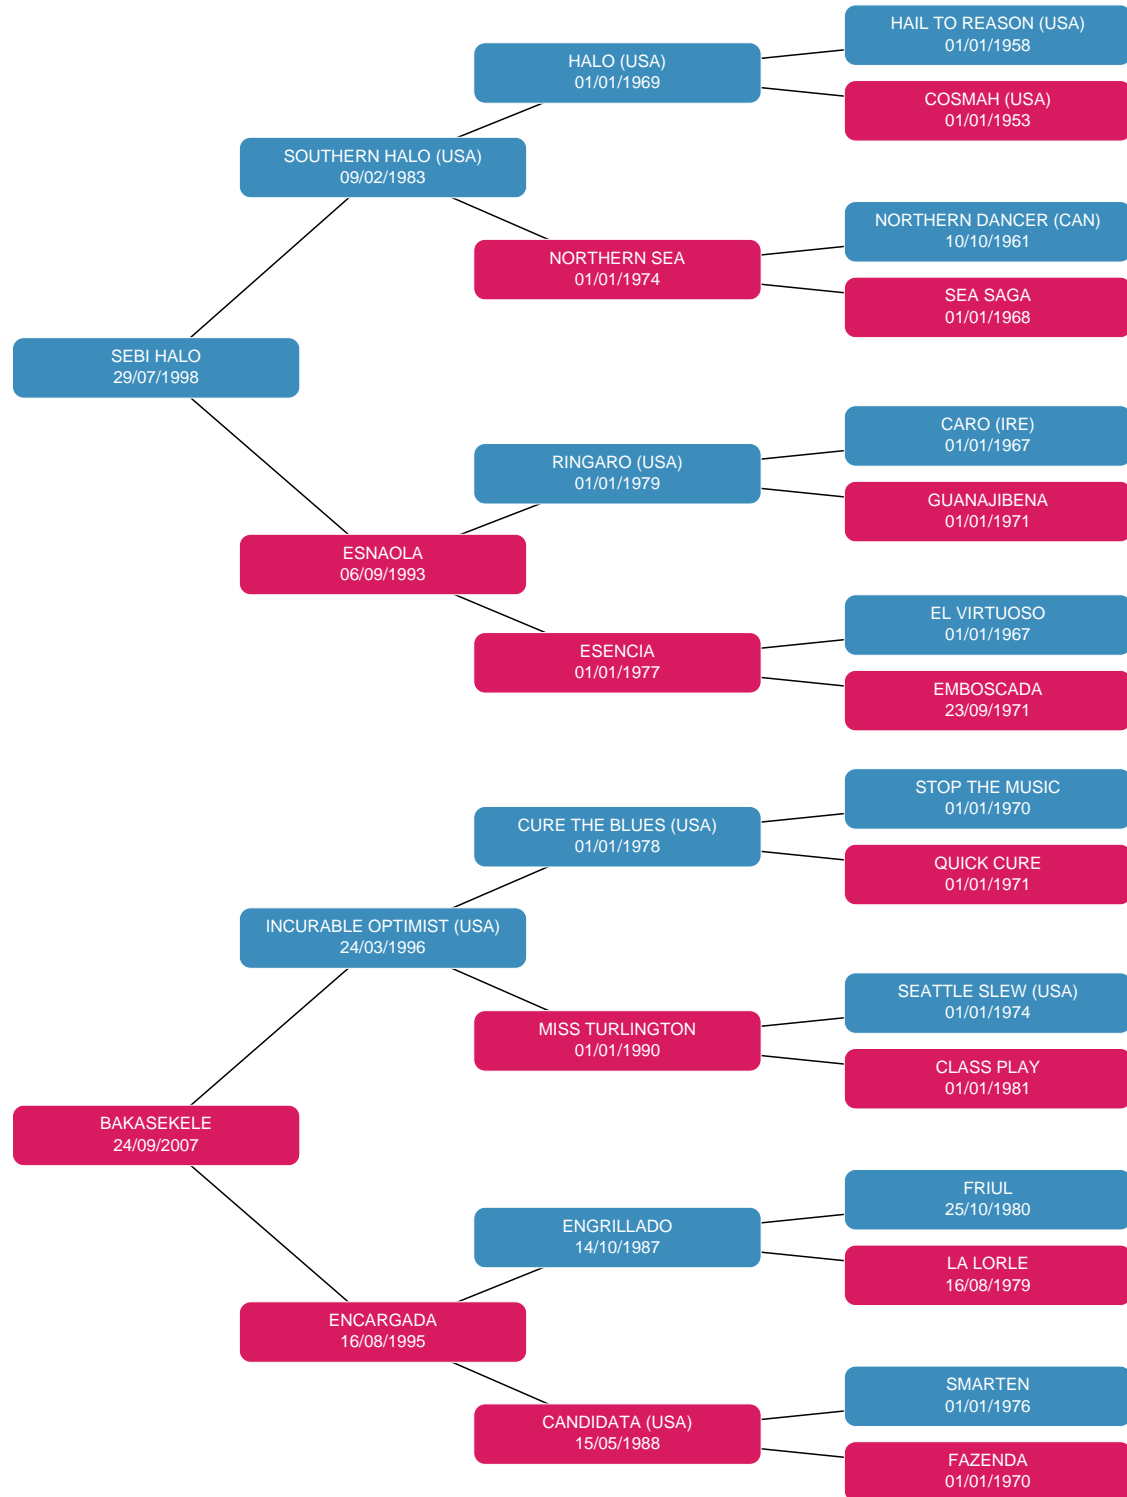 HAIL TO REASON (USA)
01/01/1958
HALO (USA)
01/01/1969
COSMAH (USA)
01/01/1953
SOUTHERN HALO (USA)
09/02/1983
NORTHERN DANCER (CAN)
10/10/1961
NORTHERN SEA
01/01/1974
SEA SAGA
01/01/1968
SEBI HALO
29/07/1998
CARO (IRE)
01/01/1967
RINGARO (USA)
01/01/1979
GUANAJIBENA
01/01/1971
ESNAOLA
06/09/1993
EL VIRTUOSO
01/01/1967
ESENCIA
01/01/1977
EMBOSCADA
23/09/1971
STOP THE MUSIC
01/01/1970
CURE THE BLUES (USA)
01/01/1978
QUICK CURE
01/01/1971
INCURABLE OPTIMIST (USA)
24/03/1996
SEATTLE SLEW (USA)
01/01/1974
MISS TURLINGTON
01/01/1990
CLASS PLAY
01/01/1981
BAKASEKELE
24/09/2007
FRIUL
25/10/1980
ENGRILLADO
14/10/1987
LA LORLE
16/08/1979
ENCARGADA
16/08/1995
SMARTEN
01/01/1976
CANDIDATA (USA)
15/05/1988
FAZENDA
01/01/1970